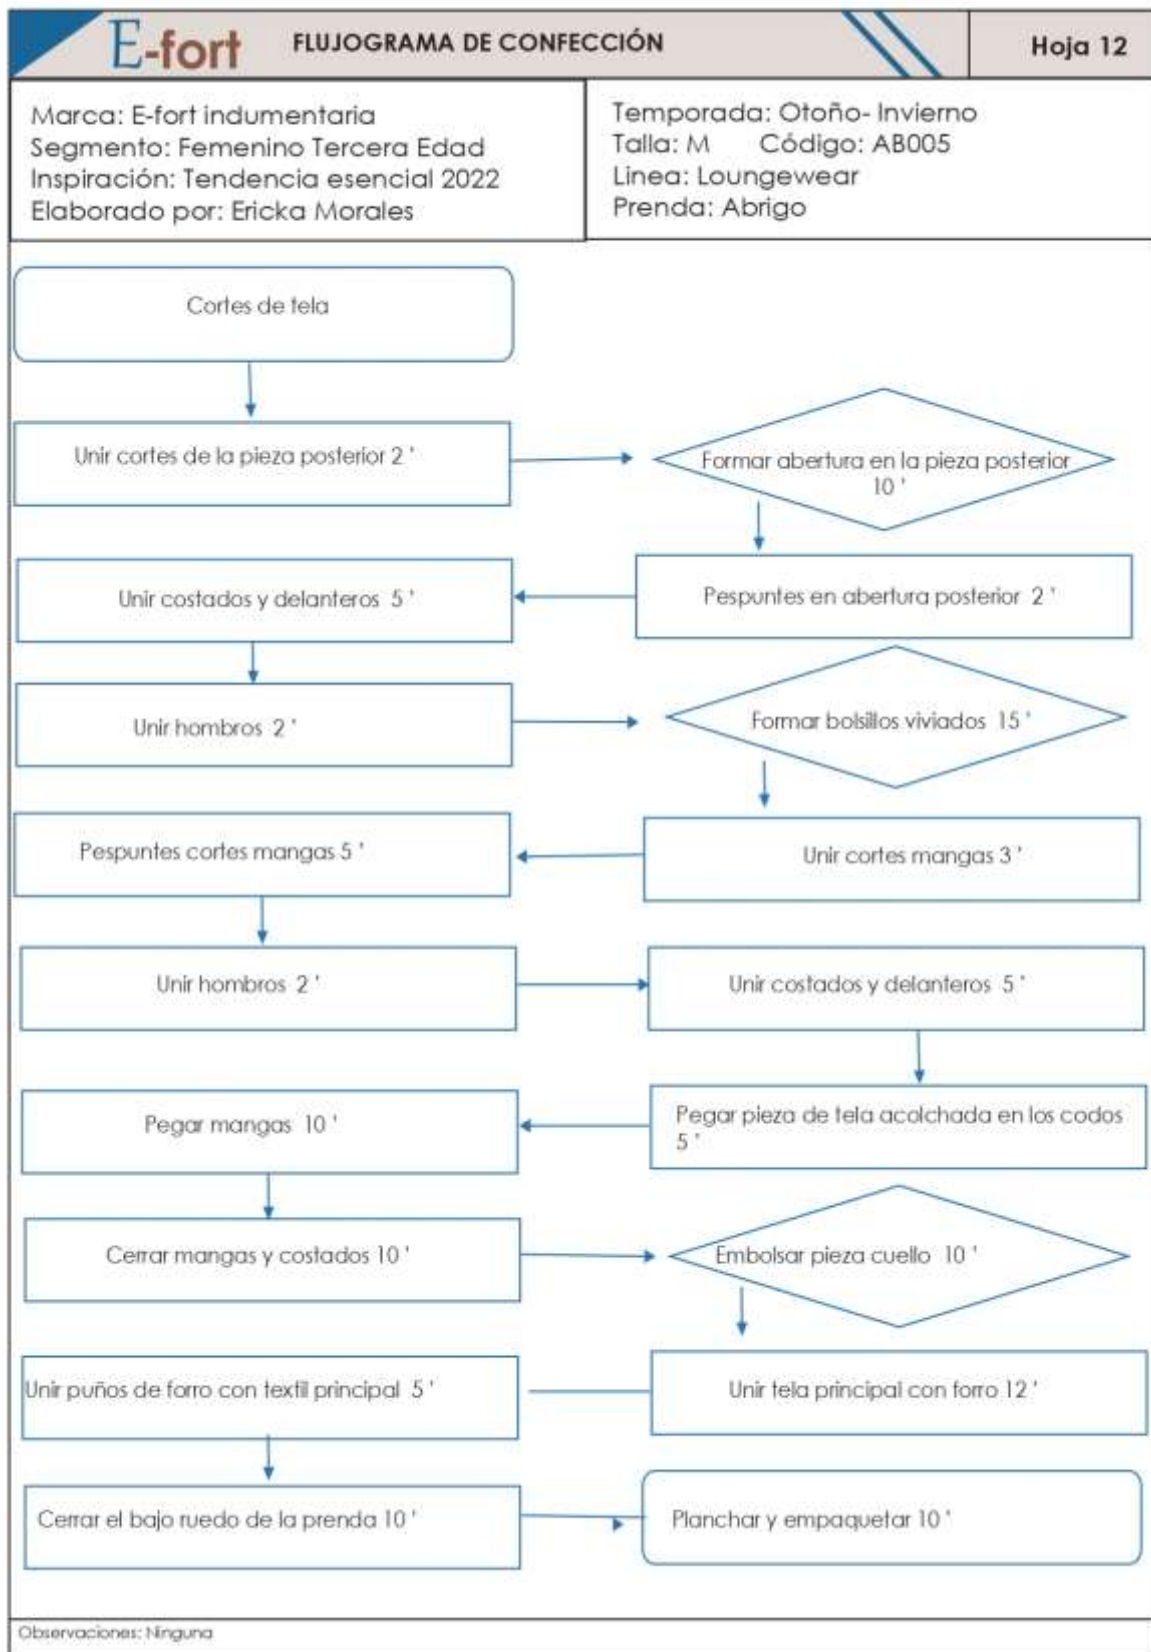 E-fort
FLUJOGRAMA DE CONFECCIÓN
Hoja 12
Marca: E-fort indumentaria
Segmento: Femenino Tercera Edad
Inspiración: Tendencia esencial 2022
Elaborado por: Ericka Morales
Temporada: Otoño- Invierno
Talla: M Código: AB005
Linea: Loungewear
Prenda: Abrigo
Cortes de tela
Unir cortes de la pieza posterior 2 '
Formar abertura en la pieza posterior
10 '
Pespuntes en abertura posterior 2 '
Unir costados y delanteros 5 '
Unir hombros 2 '
Formar bolsillos viviados 15 '
Unir cortes mangas 3 '
Pespuntes cortes mangas 5 '
Unir hombros 2 '
Unir costados y delanteros 5 '
Pegar pieza de tela acolchada en los codos
5 '
Pegar mangas 10 '
Cerrar mangas y costados 10 '
Embolsar pieza cuello 10 '
Unir tela principal con forro 12 '
Unir puños de forro con textil principal 5 '
Cerrar el bajo ruedo de la prenda 10 '
Planchar y empaquetar 10 '
Observaciones: Ninguna